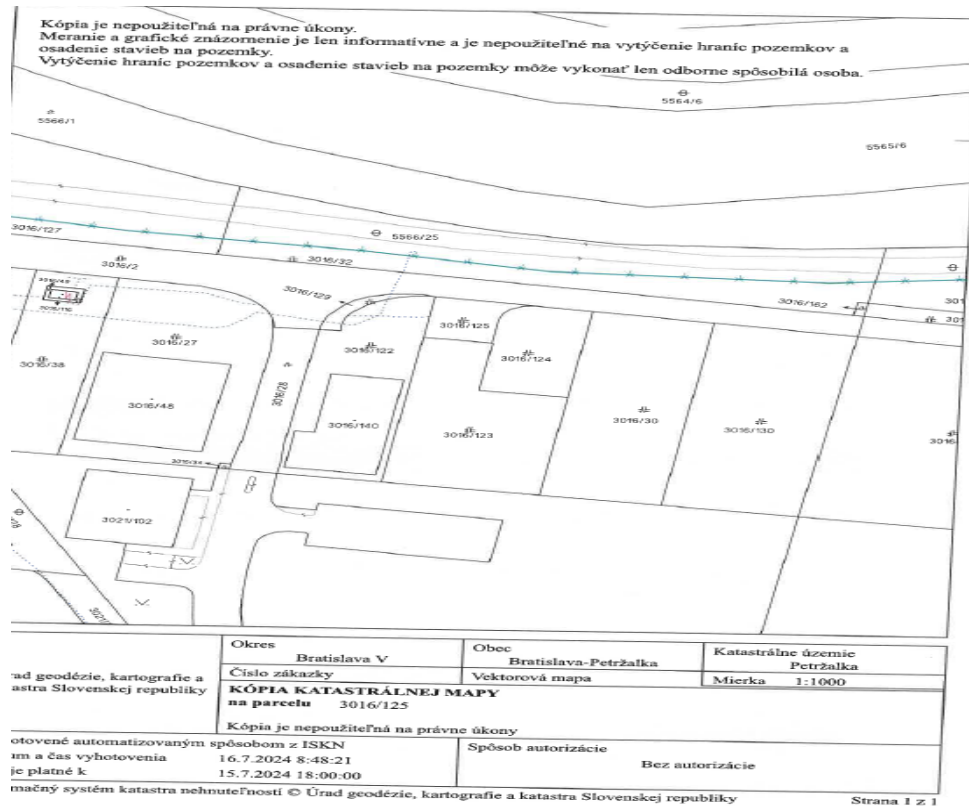 Kópia je nepoužiteľná na právne úkony.
Meranie a grafické znázornenie je len informatívne a je nepoužiteľné na vytýčenie hraníc pozemkov a
osadenie stavieb na pozemky.
Vytýčenie hraníc pozemkov a osadenie stavieb na pozemky môže vykonať len odborne spôsobilá osoba.
5564/6
5566/1
5565/6
3016/127
5566/25
3016/2
3016/32
3016/129
3016/162
301
3016/125
301
3016/27
3016/122
3016/124
3016/38
3016/28
3016/48
3016/140
3016/123
3016/30
3016/130
3016
3021/102
3021/
Okres
Bratislava V
Obec
Bratislava-Petržalka
Katastrálne územie
Petržalka
rad geodézie, kartografie a
astra Slovenskej republiky
Číslo zákazky
Vektorová mapa
Mierka 1:1000
KÓPIA KATASTRÁLNEJ MAPY
na parcelu 3016/125
Kópia je nepoužiteľná na právne úkony
otovené automatizovaným spôsobom z ISKN
Spôsob autorizácie
um a čas vyhotovenia 16.7.2024 8:48:21
Bez autorizácie
je platné k 15.7.2024 18:00:00
mačný systém katastra nehnuteľností © Úrad geodézie, kartografie a katastra Slovenskej republiky
Strana 1 z 1